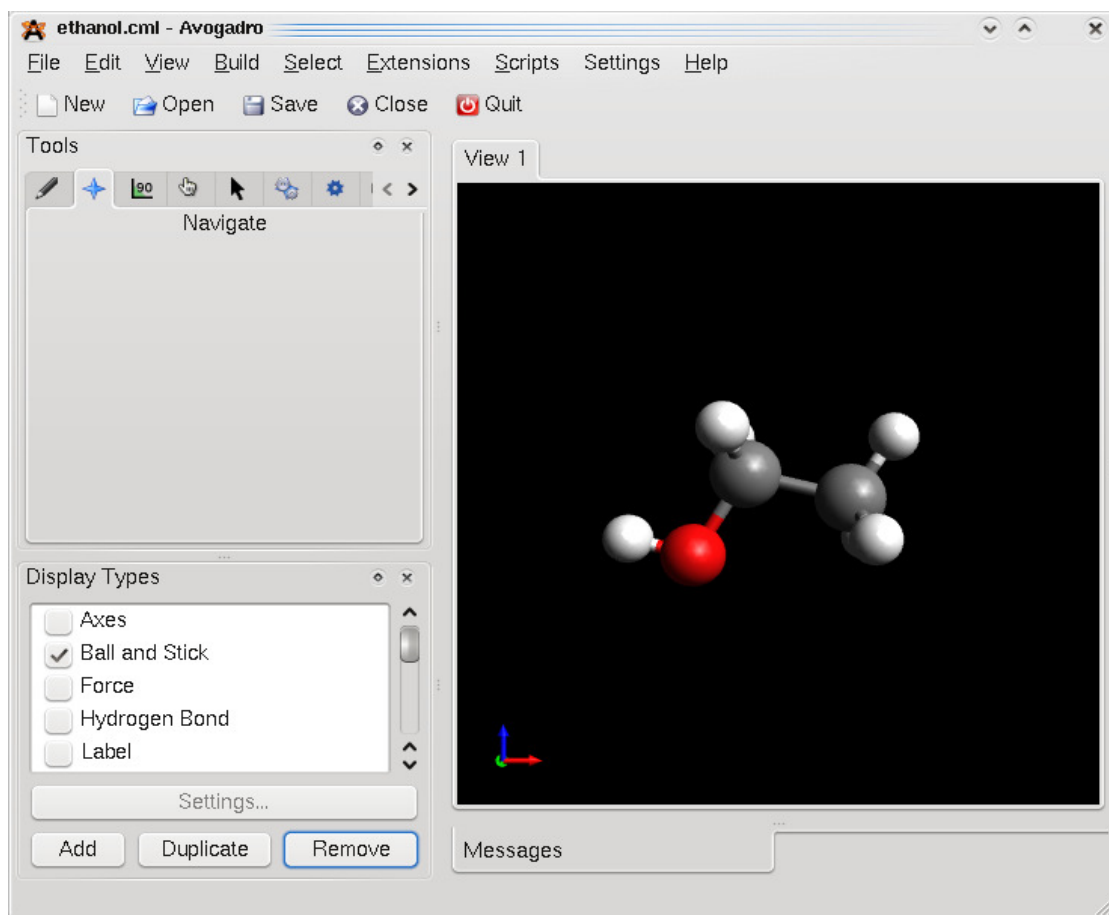 ethanol.cml - Avogadro
File Edit View Build Select Extensions Scripts Settings Help
New Open Save Close Quit
Tools
View 1
90
Navigate
Display Types
Axes
Ball and Stick
Force
Hydrogen Bond
Label
Settings...
Add Duplicate Remove
Messages